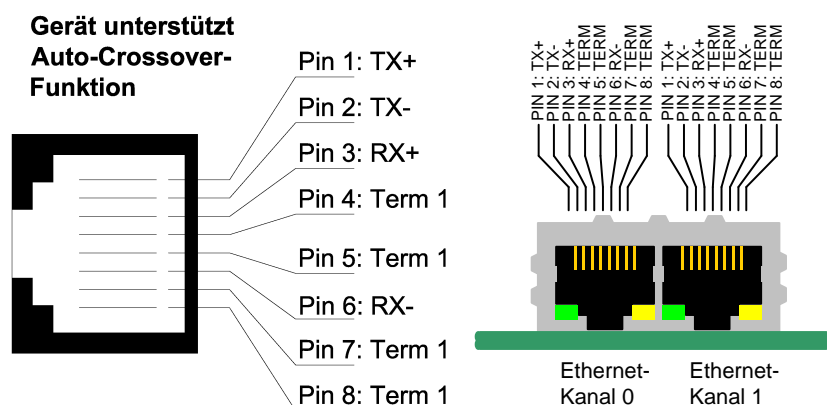 Gerät unterstützt
Auto-Crossover-
Funktion
Pin 1: TX+
Pin 2: TX-
Pin 3: RX+
Pin 4: Term 1
Pin 5: Term 1
Pin 6: RX-
Pin 7: Term 1
Pin 8: Term 1
PIN 1: TX+
PIN 2: TX-
PIN 3: RX+
PIN 4: TERM
PIN 5: TERM
PIN 6: RX-
PIN 7: TERM
PIN 8: TERM
PIN 1: TX+
PIN 2: TX-
PIN 3: RX+
PIN 4: TERM
PIN 5: TERM
PIN 6: RX-
PIN 7: TERM
PIN 8: TERM
Ethernet-
Kanal 0
Ethernet-
Kanal 1